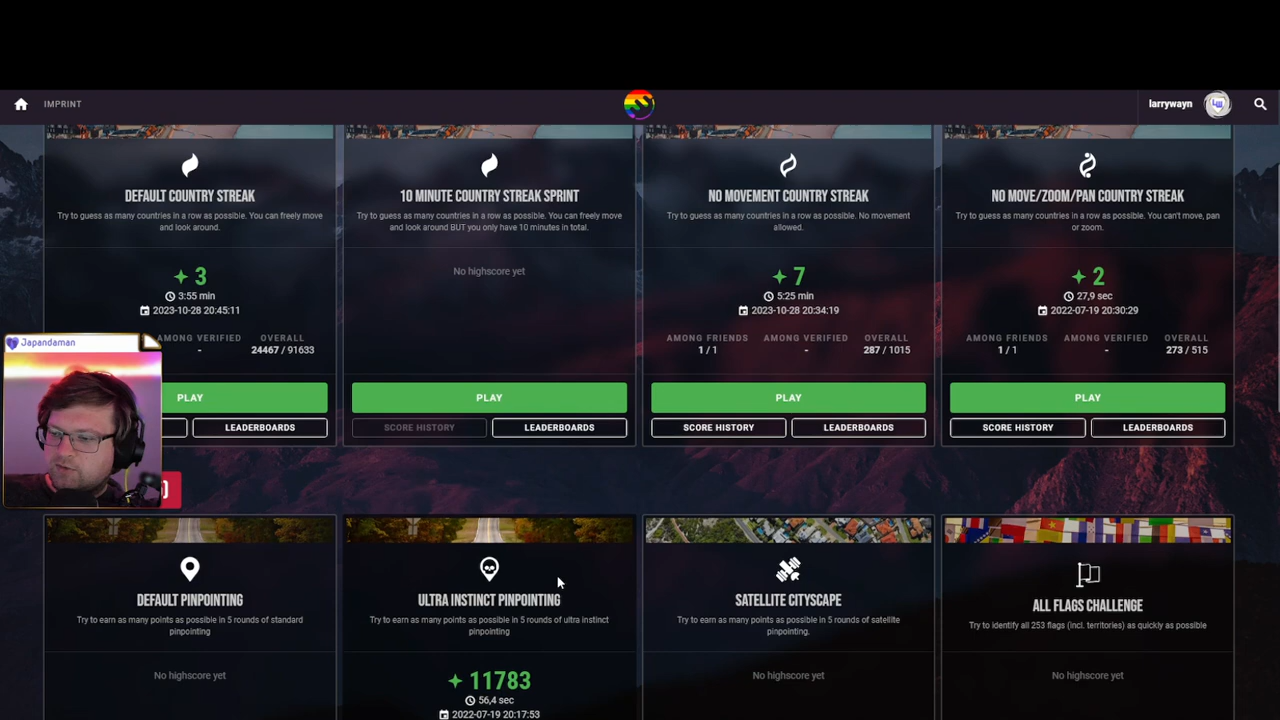 IMPRINT
larrywayn
DEFAULT COUNTRY STREAK
Try to guess as many countries in a row as possible. You can freely move
and look around.
3
3:55 min
2023-10-28 20:45:11
AMONG VERIFIED OVERALL
- 24467 / 91633
PLAY
LEADERBOARDS
10 MINUTE COUNTRY STREAK SPRINT
Try to guess as many countries in a row as possible. You can freely move
and look around BUT you only have 10 minutes in total.
No highscore yet
PLAY
SCORE HISTORY LEADERBOARDS
NO MOVEMENT COUNTRY STREAK
Try to guess as many countries in a row as possible. No movement
allowed.
7
5:25 min
2023-10-28 20:34:19
AMONG FRIENDS AMONG VERIFIED OVERALL
1 / 1 - 287 / 1015
PLAY
SCORE HISTORY LEADERBOARDS
NO MOVE/ZOOM/PAN COUNTRY STREAK
Try to guess as many countries in a row as possible. You can't move, pan
or zoom.
2
27,9 sec
2022-07-19 20:30:29
AMONG FRIENDS AMONG VERIFIED OVERALL
1 / 1 - 273 / 515
PLAY
SCORE HISTORY LEADERBOARDS
Japandaman
DEFAULT PINPOINTING
Try to earn as many points as possible in 5 rounds of standard
pinpointing
No highscore yet
ULTRA INSTINCT PINPOINTING
Try to earn as many points as possible in 5 rounds of ultra instinct
pinpointing
11783
56,4 sec
2022-07-19 20:17:53
SATELLITE CITYSCAPE
Try to earn as many points as possible in 5 rounds of satellite
pinpointing.
No highscore yet
ALL FLAGS CHALLENGE
Try to identify all 253 flags (incl. territories) as quickly as possible
No highscore yet